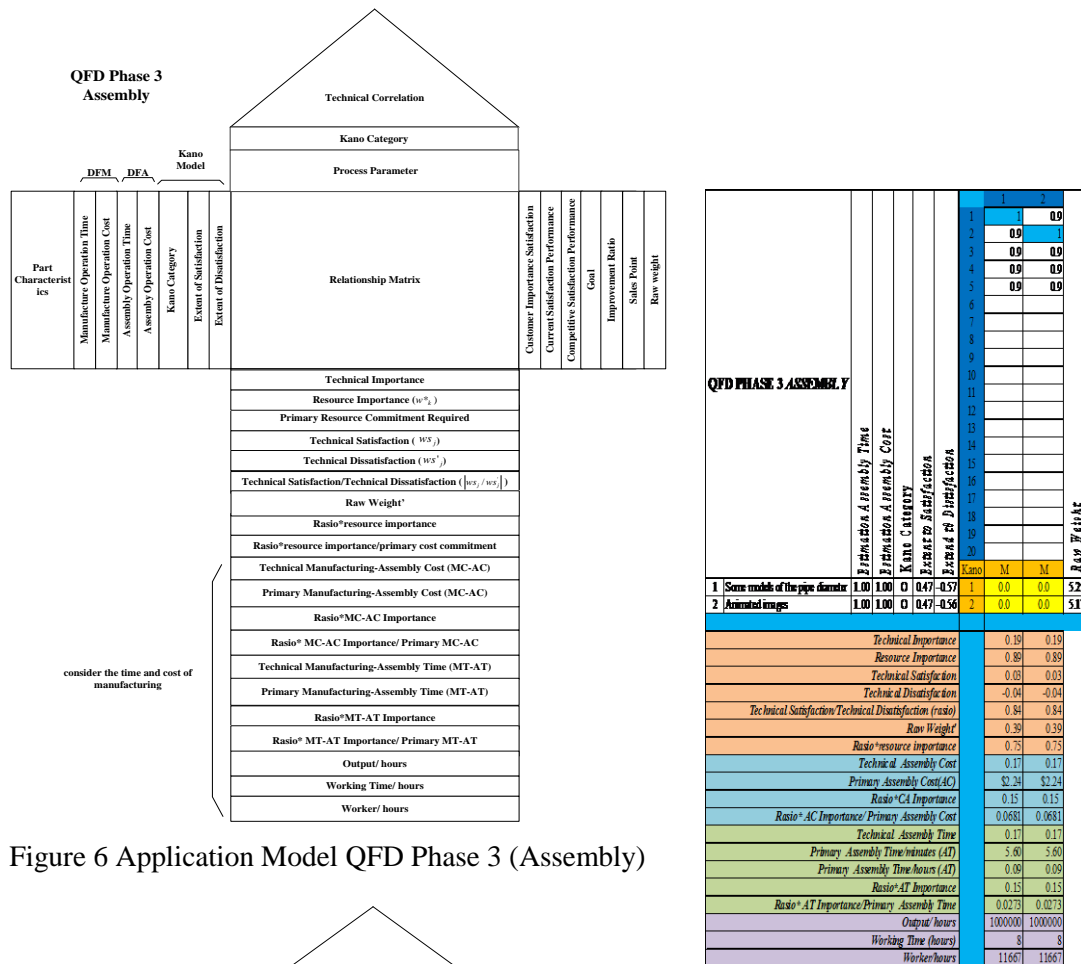 QFD Phase 3
Assembly
Technical Correlation
Kano Category
Process Parameter
Kano
Model
DFM
DFA
Part
Characterist
ics
Manufacture Operation Time
Manufacture Operation Cost
Assembly Operation Time
Assemby Operation Cost
Kano Category
Extent of Satisfaction
Extent of Disatisfaction
Relationship Matrix
Customer Importance Satisfaction
Current Satisfaction Performance
Competitive Satisfaction Performance
Goal
Improvement Ratio
Sales Point
Raw weight
Technical Importance
Resource Importance (w*k )
Primary Resource Commitment Required
Technical Satisfaction ( wsj)
Technical Dissatisfaction (ws'j)
Technical Satisfaction/Technical Dissatisfaction ( |wsj / ws'j| )
Raw Weight'
Rasio*resource importance
Rasio*resource importance/primary cost commitment
Technical Manufacturing-Assembly Cost (MC-AC)
Primary Manufacturing-Assembly Cost (MC-AC)
Rasio*MC-AC Importance
Rasio* MC-AC Importance/ Primary MC-AC
Technical Manufacturing-Assembly Time (MT-AT)
Primary Manufacturing-Assembly Time (MT-AT)
Rasio*MT-AT Importance
Rasio* MT-AT Importance/ Primary MT-AT
Output/ hours
Working Time/ hours
Worker/ hours
consider the time and cost of
manufacturing
Figure 6 Application Model QFD Phase 3 (Assembly)
QFD PHASE 3 ASSEMBLY
Estimation Assembly Time
Estimation Assembly Cost
Kano Category
Extent to Satisfaction
Extend to Disatisfaction
1 2
1 1 0.9
2 0.9 1
3 0.9 0.9
4 0.9 0.9
5 0.9 0.9
6
7
8
9
10
11
12
13
14
15
16
17
18
19
20
Kano M M
Raw Weight
1 Some models of the pipe diameter 1.00 1.00 O 0.47 -0.57 1 0.0 0.0
2 Animated images 1.00 1.00 O 0.47 -0.56 2 0.0 0.0
Technical Importance 0.19 0.19
Resource Importance 0.89 0.89
Technical Satisfaction 0.03 0.03
Technical Disatisfaction -0.04 -0.04
Technical Satisfaction/Technical Disatisfaction (rasio) 0.84 0.84
Raw Weight' 0.39 0.39
Rasio*resource importance 0.75 0.75
Technical Assembly Cost 0.17 0.17
Primary Assembly Cost(AC) $2.24 $2.24
Rasio*CA Importance 0.15 0.15
Rasio* AC Importance/ Primary Assembly Cost 0.0681 0.0681
Technical Assembly Time 0.17 0.17
Primary Assembly Time/minutes (AT) 5.60 5.60
Primary Assembly Time/hours (AT) 0.09 0.09
Rasio*AT Importance 0.15 0.15
Rasio* AT Importance/Primary Assembly Time 0.0273 0.0273
Output/ hours 1000000 1000000
Working Time (hours) 8 8
Worker/hours 11667 11667